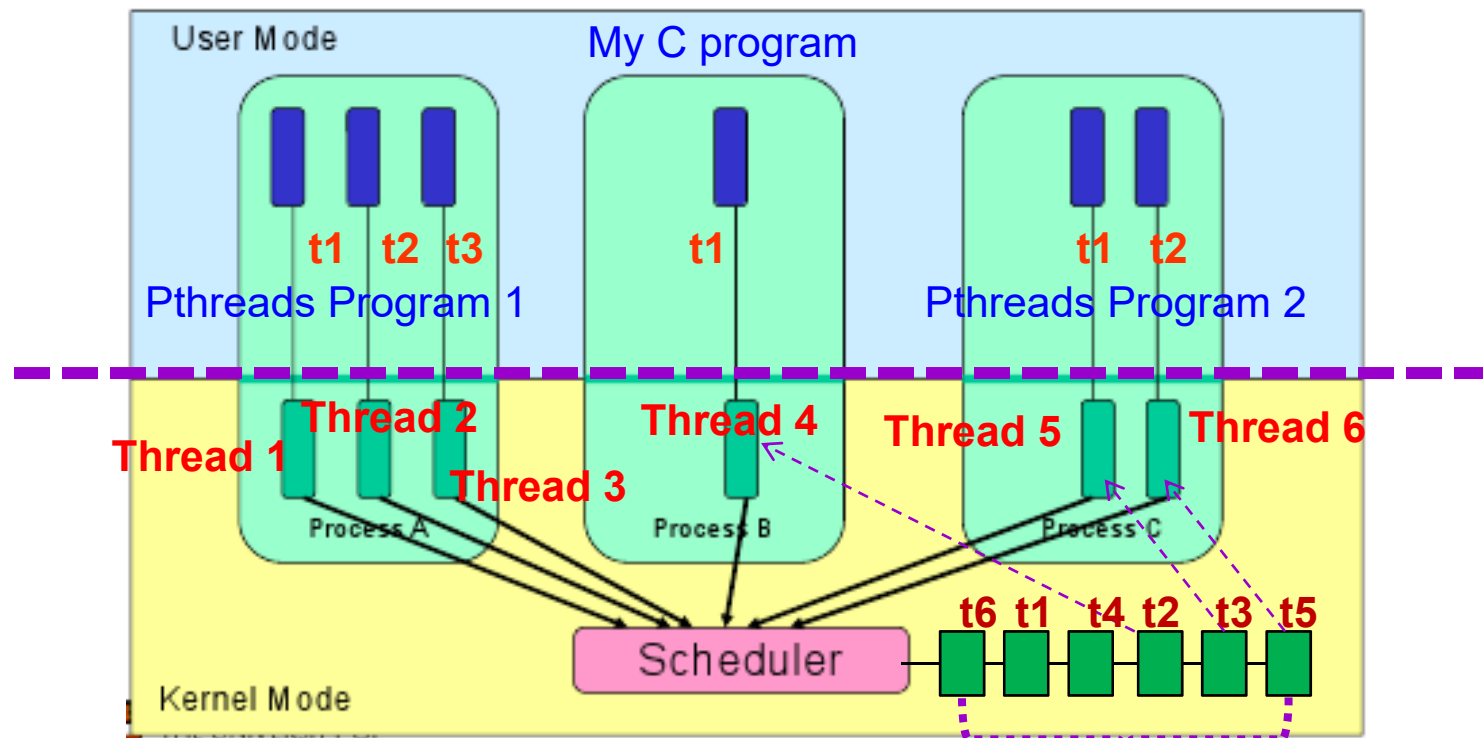 User Mode
My C program
t1 t2 t3
t1
t1 t2
Pthreads Program 1
Pthreads Program 2
Thread 1
Thread 2
Thread 3
Thread 4
Thread 5
Thread 6
Process A
Process B
Process C
t6 t1 t4 t2 t3 t5
Scheduler
Kernel Mode